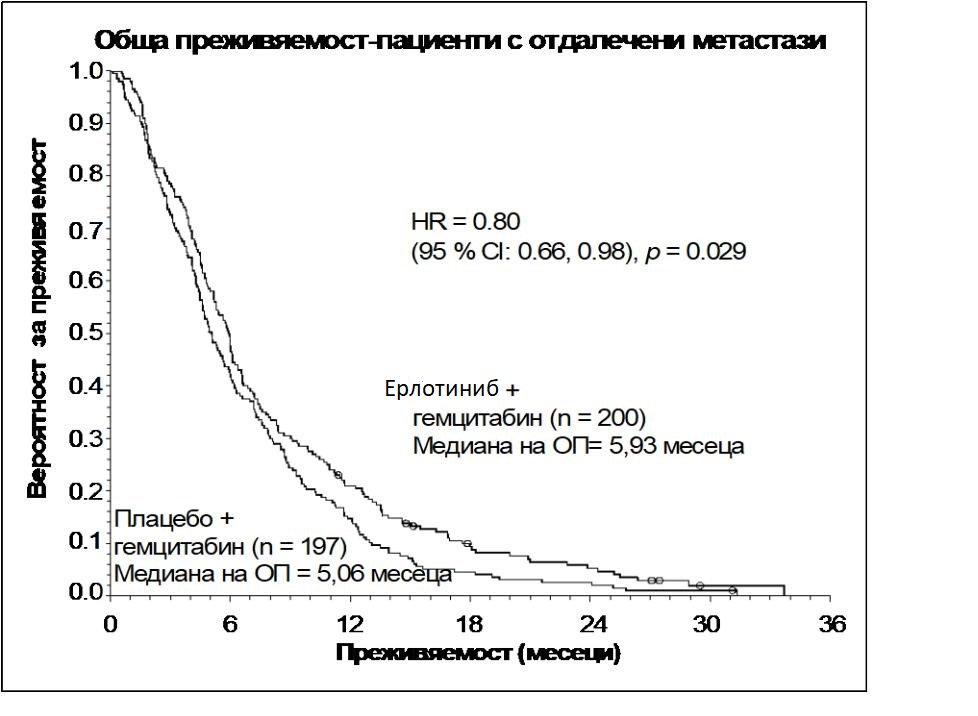 Обща преживяемост-пациенти с отдалечени метастази
Вероятност за преживяемост
1.0
0.9
0.8
0.7
0.6
0.5
0.4
0.3
0.2
0.1
0.0
HR = 0.80
(95 % CI: 0.66, 0.98), p = 0.029
Ерлотиниб +
гемцитабин (n = 200)
Медиана на ОП= 5,93 месеца
Плацебо +
гемцитабин (n = 197)
Медиана на ОП = 5,06 месеца
0 6 12 18 24 30 36
Преживяемост (месеци)